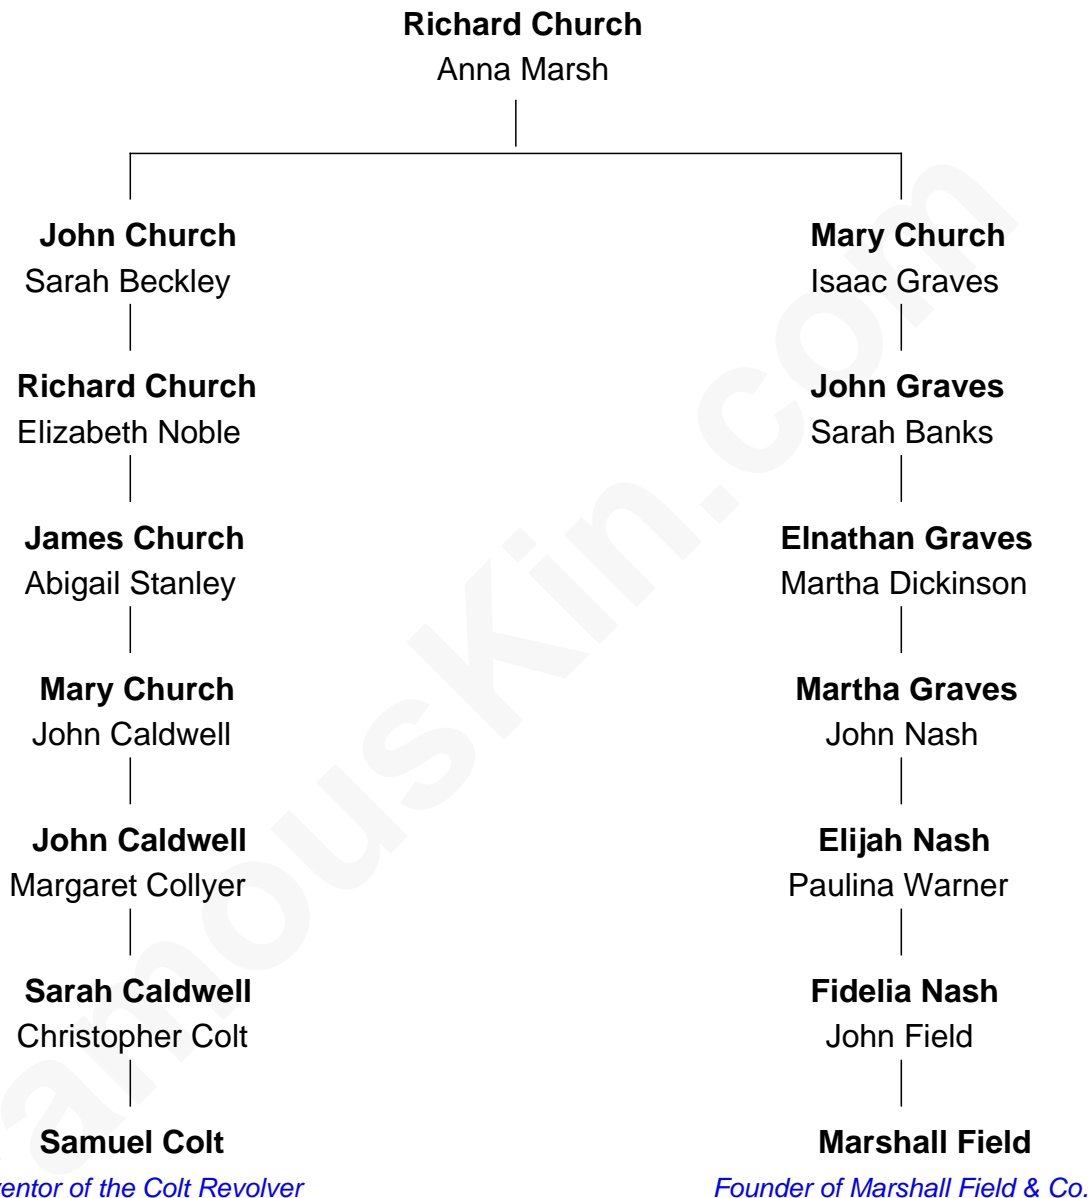 Richard Church
Anna Marsh
John Church
Sarah Beckley
Richard Church
Elizabeth Noble
James Church
Abigail Stanley
Mary Church
John Caldwell
John Caldwell
Margaret Collyer
Sarah Caldwell
Christopher Colt
Samuel Colt
of the Colt Revolver
Mary Church
Isaac Graves
John Graves
Sarah Banks
Elnathan Graves
Martha Dickinson
Martha Graves
John Nash
Elijah Nash
Paulina Warner
Fidelia Nash
John Field
Marshall Field
Founder of Marshall Field & Co.
amouskin.com